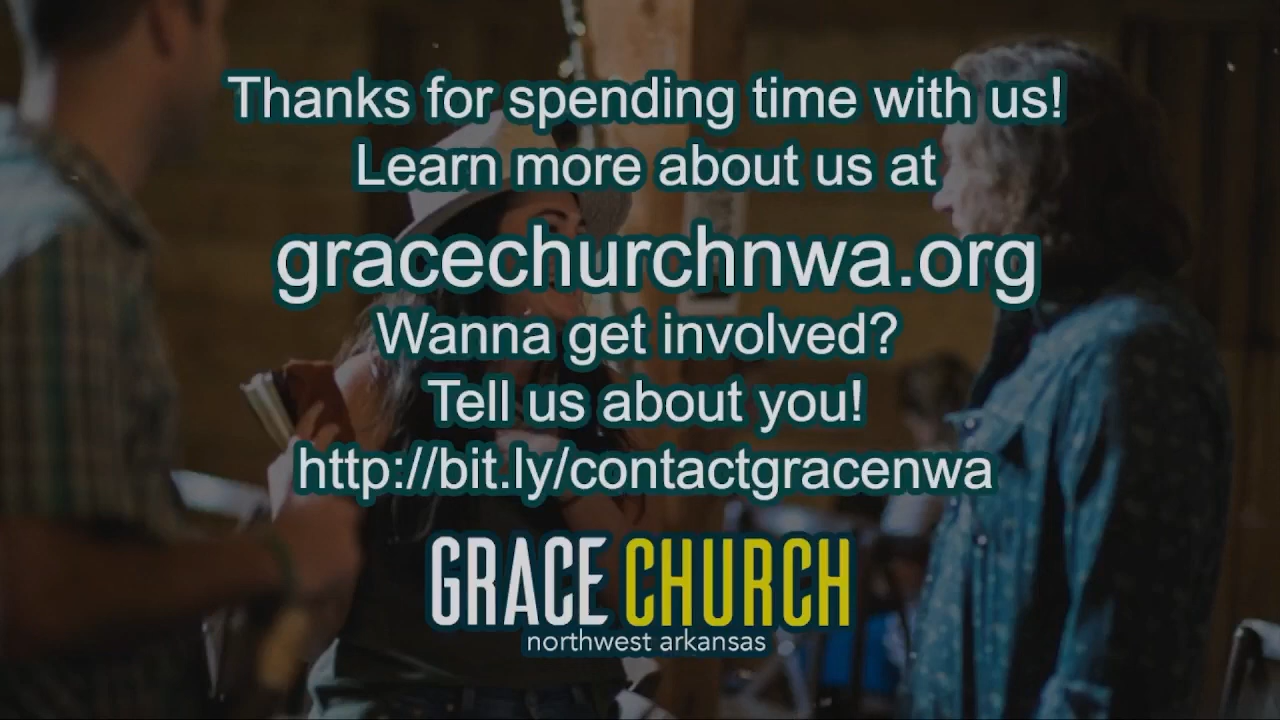 Thanks for spending time with us!
Learn more about us at
gracechurchnwa.org
Wanna get involved?
Tell us about you!
http://bit.ly/contactgracenwa
GRACE CHURCH
northwest arkansas